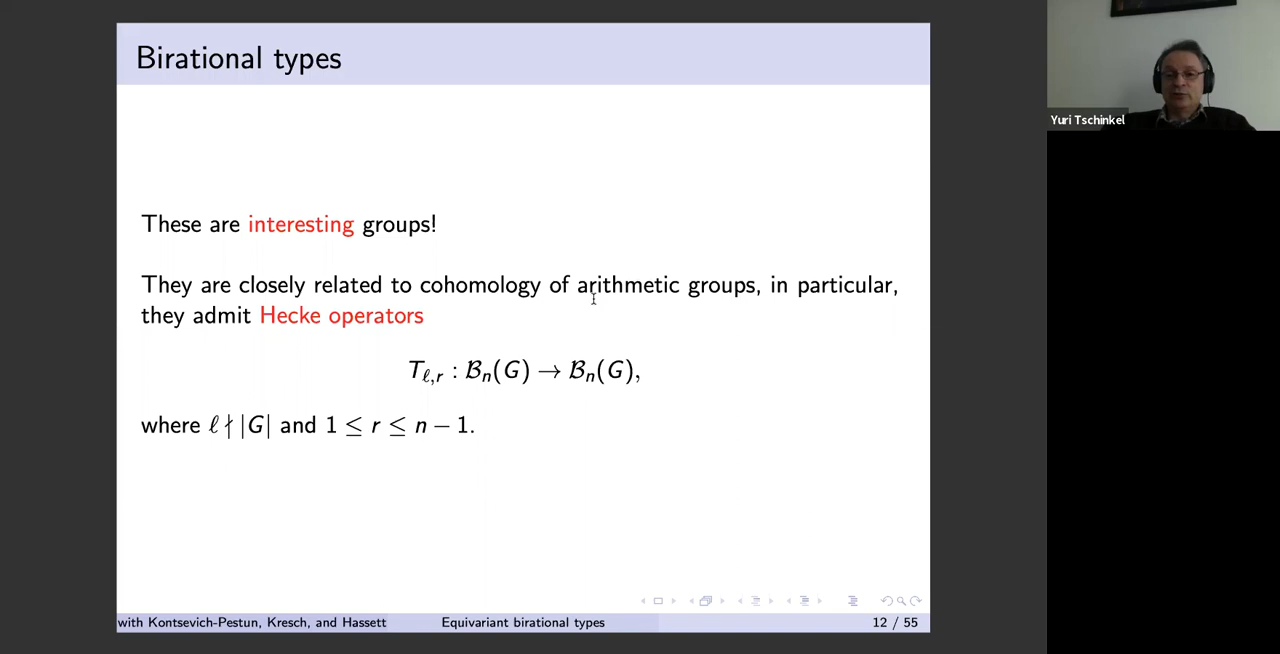 Birational types
These are interesting groups!
They are closely related to cohomology of arithmetic groups, in particular,
they admit Hecke operators
T_{ℓ,r} : ℬ_n(G) → ℬ_n(G),
where ℓ ∤ |G| and 1 ≤ r ≤ n − 1.
with Kontsevich-Pestun, Kresch, and Hassett Equivariant birational types 12 / 55
Yuri Tschinkel